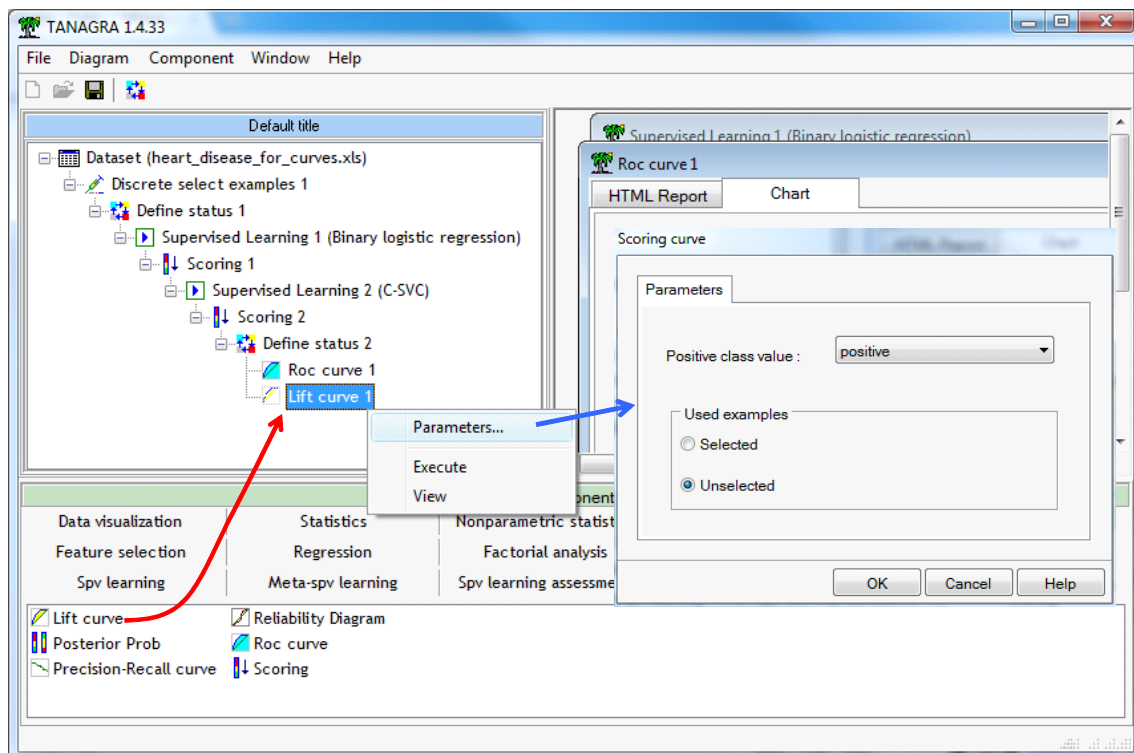 TANAGRA 1.4.33
File Diagram Component Window Help
Default title
Dataset (heart_disease_for_curves.xls)
Discrete select examples 1
Define status 1
Supervised Learning 1 (Binary logistic regression)
Scoring 1
Supervised Learning 2 (C-SVC)
Scoring 2
Define status 2
Roc curve 1
Lift curve 1
Parameters...
Execute
View
Supervised Learning 1 (Binary logistic regression)
Roc curve 1
HTML Report Chart
Scoring curve
Parameters
Positive class value : positive
Used examples
Selected
Unselected
OK Cancel Help
Data visualization Statistics Nonparametric statist
Feature selection Regression Factorial analysis
Spv learning Meta-spv learning Spv learning assessme
Lift curve Reliability Diagram
Posterior Prob Roc curve
Precision-Recall curve Scoring